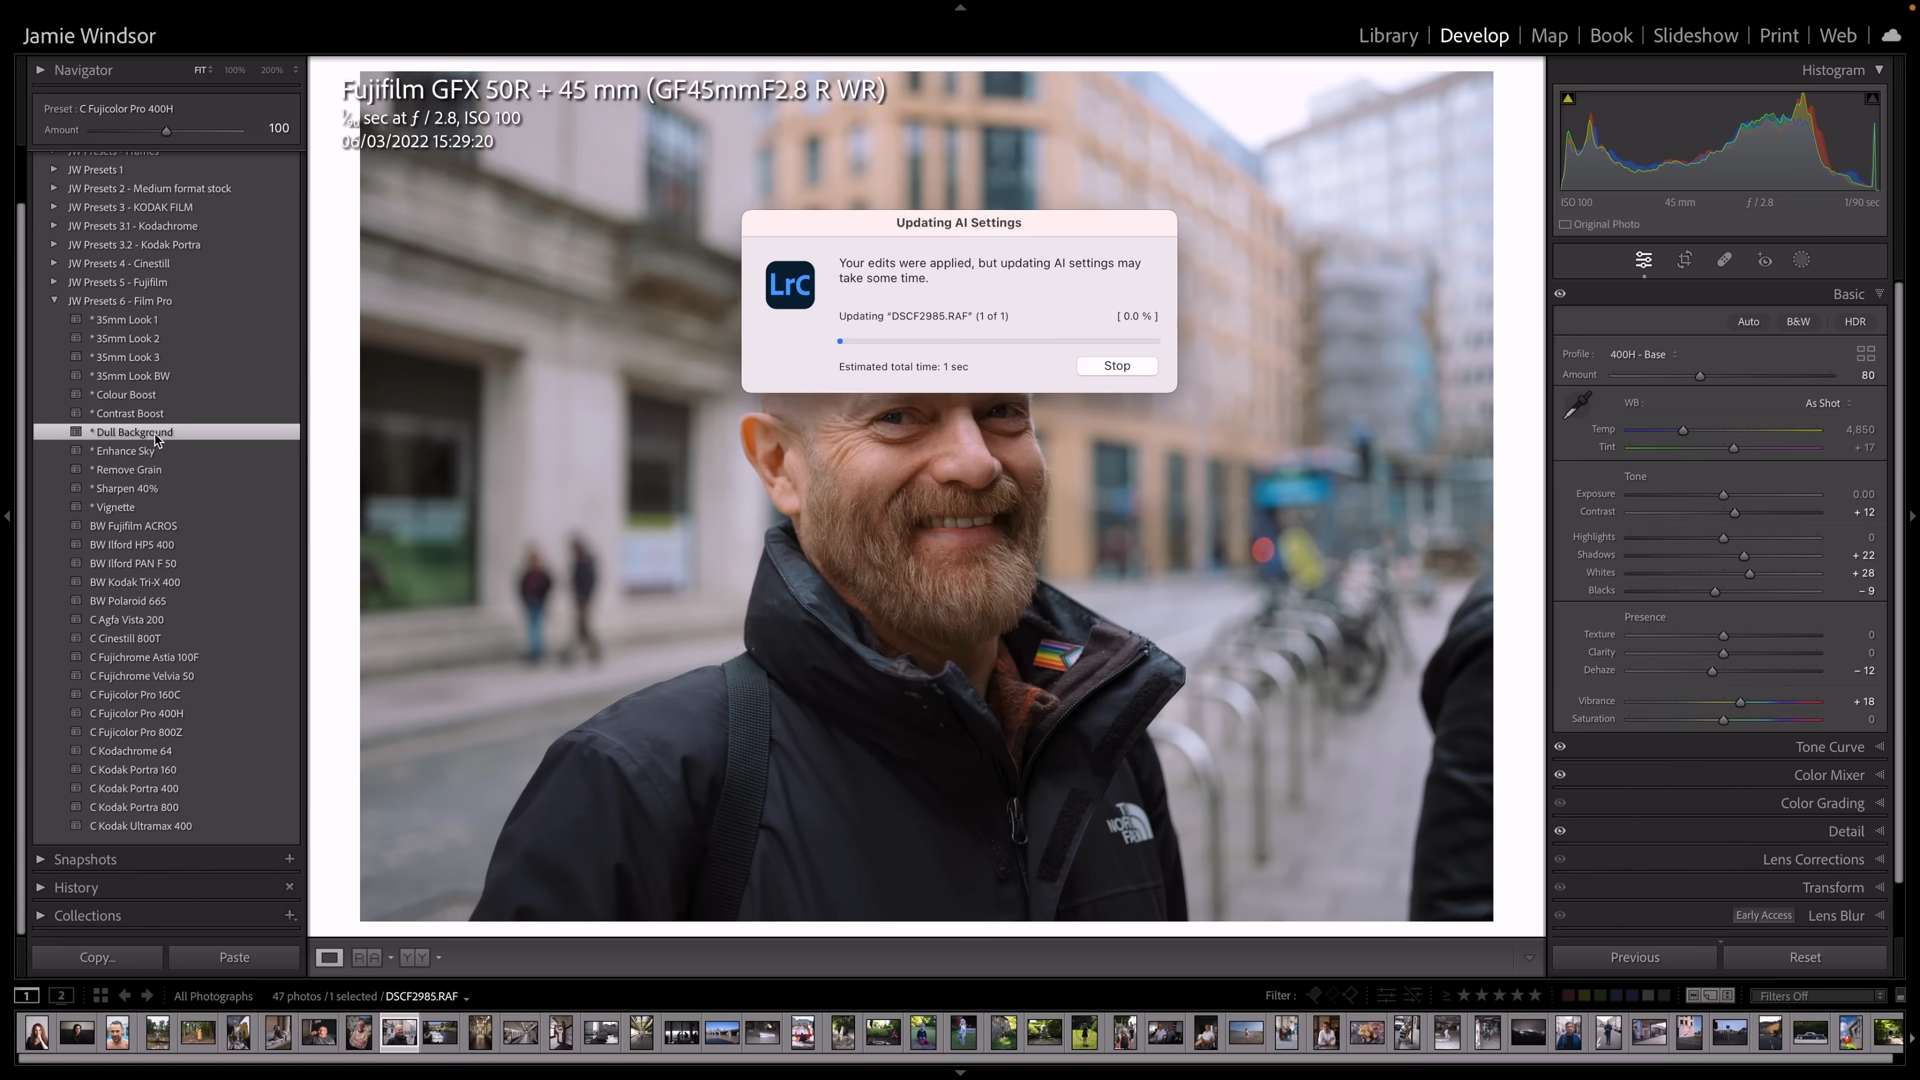 Jamie Windsor
Library | Develop | Map | Book | Slideshow | Print | Web |
Navigator FIT 100% 200%
Preset : C Fujicolor Pro 400H
Amount 100
JW Presets - Frames
JW Presets 1
JW Presets 2 - Medium format stock
JW Presets 3 - KODAK FILM
JW Presets 3.1 - Kodachrome
JW Presets 3.2 - Kodak Portra
JW Presets 4 - Cinestill
JW Presets 5 - Fujifilm
JW Presets 6 - Film Pro
* 35mm Look 1
* 35mm Look 2
* 35mm Look 3
* 35mm Look BW
* Colour Boost
* Contrast Boost
* Dull Background
* Enhance Sky
* Remove Grain
* Sharpen 40%
* Vignette
BW Fujifilm ACROS
BW Ilford HP5 400
BW Ilford PAN F 50
BW Kodak Tri-X 400
BW Polaroid 665
C Agfa Vista 200
C Cinestill 800T
C Fujichrome Astia 100F
C Fujichrome Velvia 50
C Fujicolor Pro 160C
C Fujicolor Pro 400H
C Fujicolor Pro 800Z
C Kodachrome 64
C Kodak Portra 160
C Kodak Portra 400
C Kodak Portra 800
C Kodak Ultramax 400
Snapshots +
History ×
Collections +
Copy... Paste
Fujifilm GFX 50R + 45 mm (GF45mmF2.8 R WR)
1/90 sec at ƒ / 2.8, ISO 100
06/03/2022 15:29:20
Updating AI Settings
LrC
Your edits were applied, but updating AI settings may
take some time.
Updating “DSCF2985.RAF” (1 of 1) [ 0.0 % ]
Estimated total time: 1 sec Stop
THE
NORTH
FACE
Histogram
ISO 100 45 mm ƒ / 2.8 1/90 sec
Original Photo
Basic
Auto B&W HDR
Profile : 400H - Base
Amount 80
WB : As Shot
Temp 4,850
Tint + 17
Tone
Exposure 0.00
Contrast + 12
Highlights 0
Shadows + 22
Whites + 28
Blacks – 9
Presence
Texture 0
Clarity 0
Dehaze – 12
Vibrance + 18
Saturation 0
Tone Curve
Color Mixer
Color Grading
Detail
Lens Corrections
Transform
Early Access Lens Blur
Previous Reset
R A Y Y
1 2 All Photographs 47 photos / 1 selected / DSCF2985.RAF Filter : ≥ ★★★★★ Filters Off